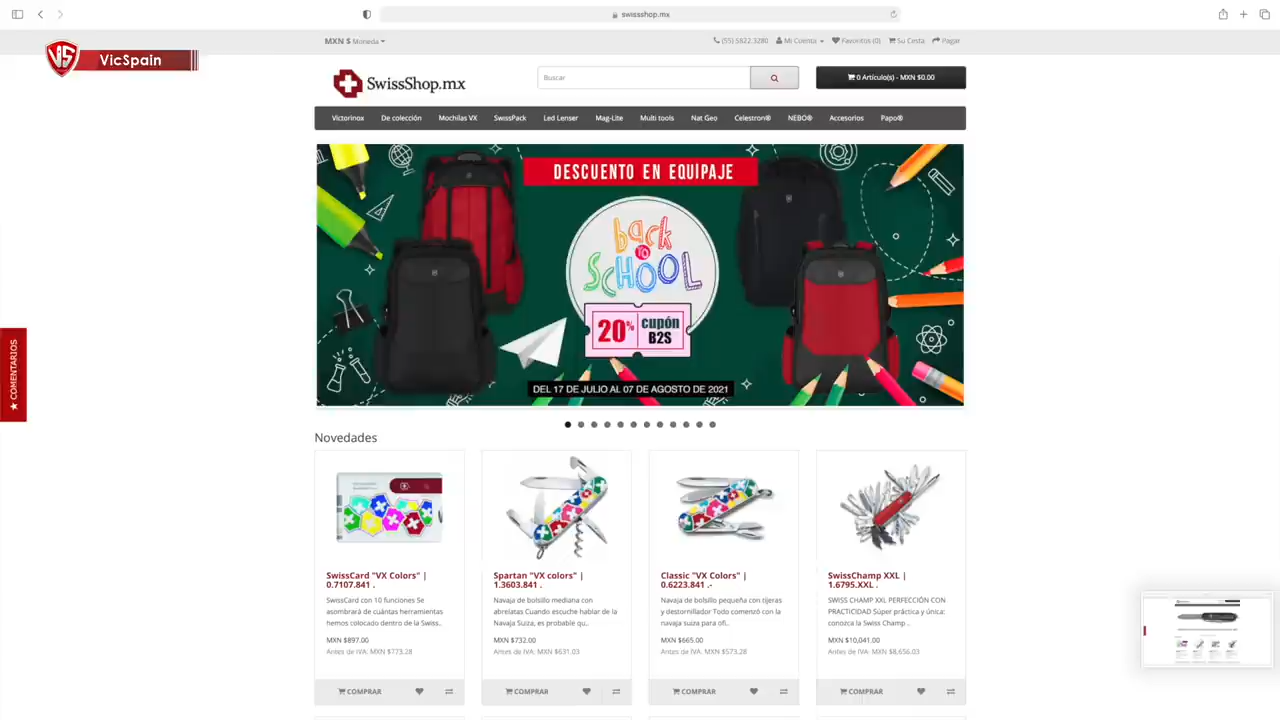 swissshop.mx
MXN $ Moneda
(55) 5822.3280 Mi Cuenta Favoritos (0) Su Cesta Pagar
VS VicSpain
SwissShop.mx
Buscar
0 Artículo(s) - MXN $0.00
Victorinox De colección Mochilas VX SwissPack Led Lenser Mag-Lite Multi tools Nat Geo Celestron® NEBO® Accesorios Papo®
DESCUENTO EN EQUIPAJE
back
TO
SCHOOL
20% cupón
B2S
DEL 17 DE JULIO AL 07 DE AGOSTO DE 2021
★ COMENTARIOS
Novedades
SwissCard "VX Colors" |
0.7107.841 .
SwissCard con 10 funciones Se
asombrará de cuántas herramientas
hemos colocado dentro de la Swiss..
MXN $897.00
Antes de IVA: MXN $773.28
COMPRAR
Spartan "VX colors" |
1.3603.841 .
Navaja de bolsillo mediana con
abrelatas Cuando escuche hablar de la
Navaja Suiza, es probable qu..
MXN $732.00
Antes de IVA: MXN $631.03
COMPRAR
Classic "VX Colors" |
0.6223.841 .-
Navaja de bolsillo pequeña con tijeras
y destornillador Todo comenzó con la
navaja suiza para ofi..
MXN $665.00
Antes de IVA: MXN $573.28
COMPRAR
SwissChamp XXL |
1.6795.XXL .
SWISS CHAMP XXL PERFECCIÓN CON
PRACTICIDAD Súper práctica y única:
conozca la Swiss Champ ..
MXN $10,041.00
Antes de IVA: MXN $8,656.03
COMPRAR